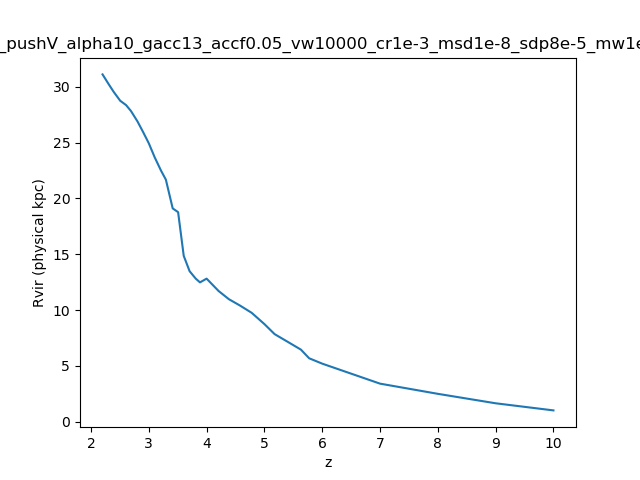 _pushV_alpha10_gacc13_accf0.05_vw10000_cr1e-3_msd1e-8_sdp8e-5_mw1e
Rvir (physical kpc)
30
25
20
15
10
5
0
2 3 4 5 6 7 8 9 10
z